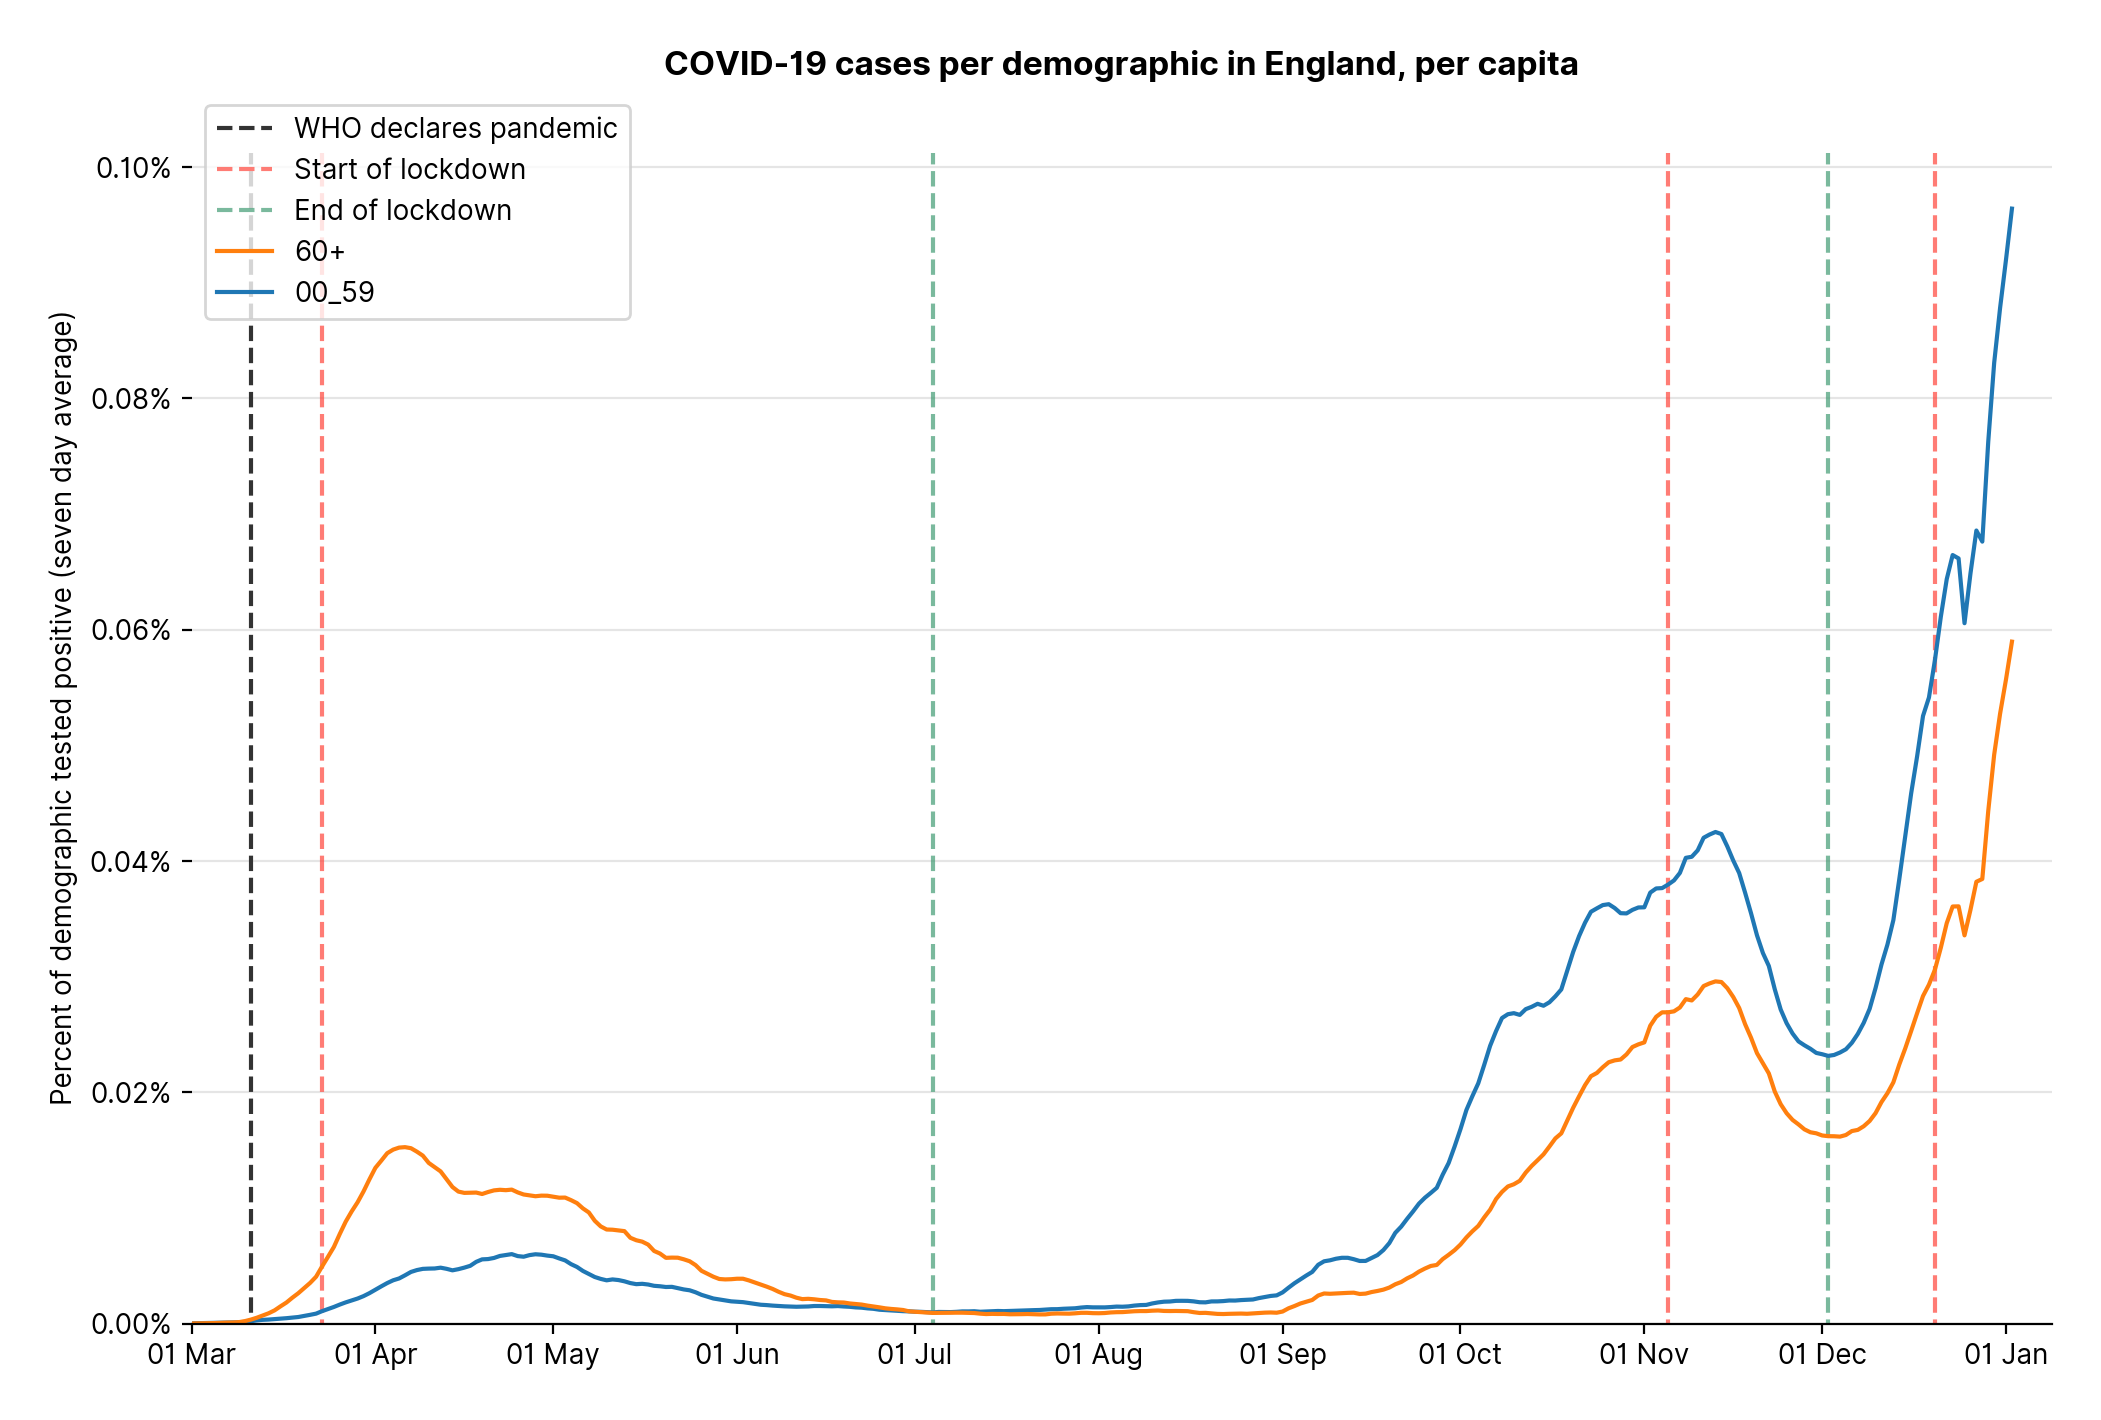 COVID-19 cases per demographic in England, per capita
WHO declares pandemic
Start of lockdown
End of lockdown
60+
00_59
Percent of demographic tested positive (seven day average)
0.10%
0.08%
0.06%
0.04%
0.02%
0.00%
01 Mar
01 Apr
01 May
01 Jun
01 Jul
01 Aug
01 Sep
01 Oct
01 Nov
01 Dec
01 Jan